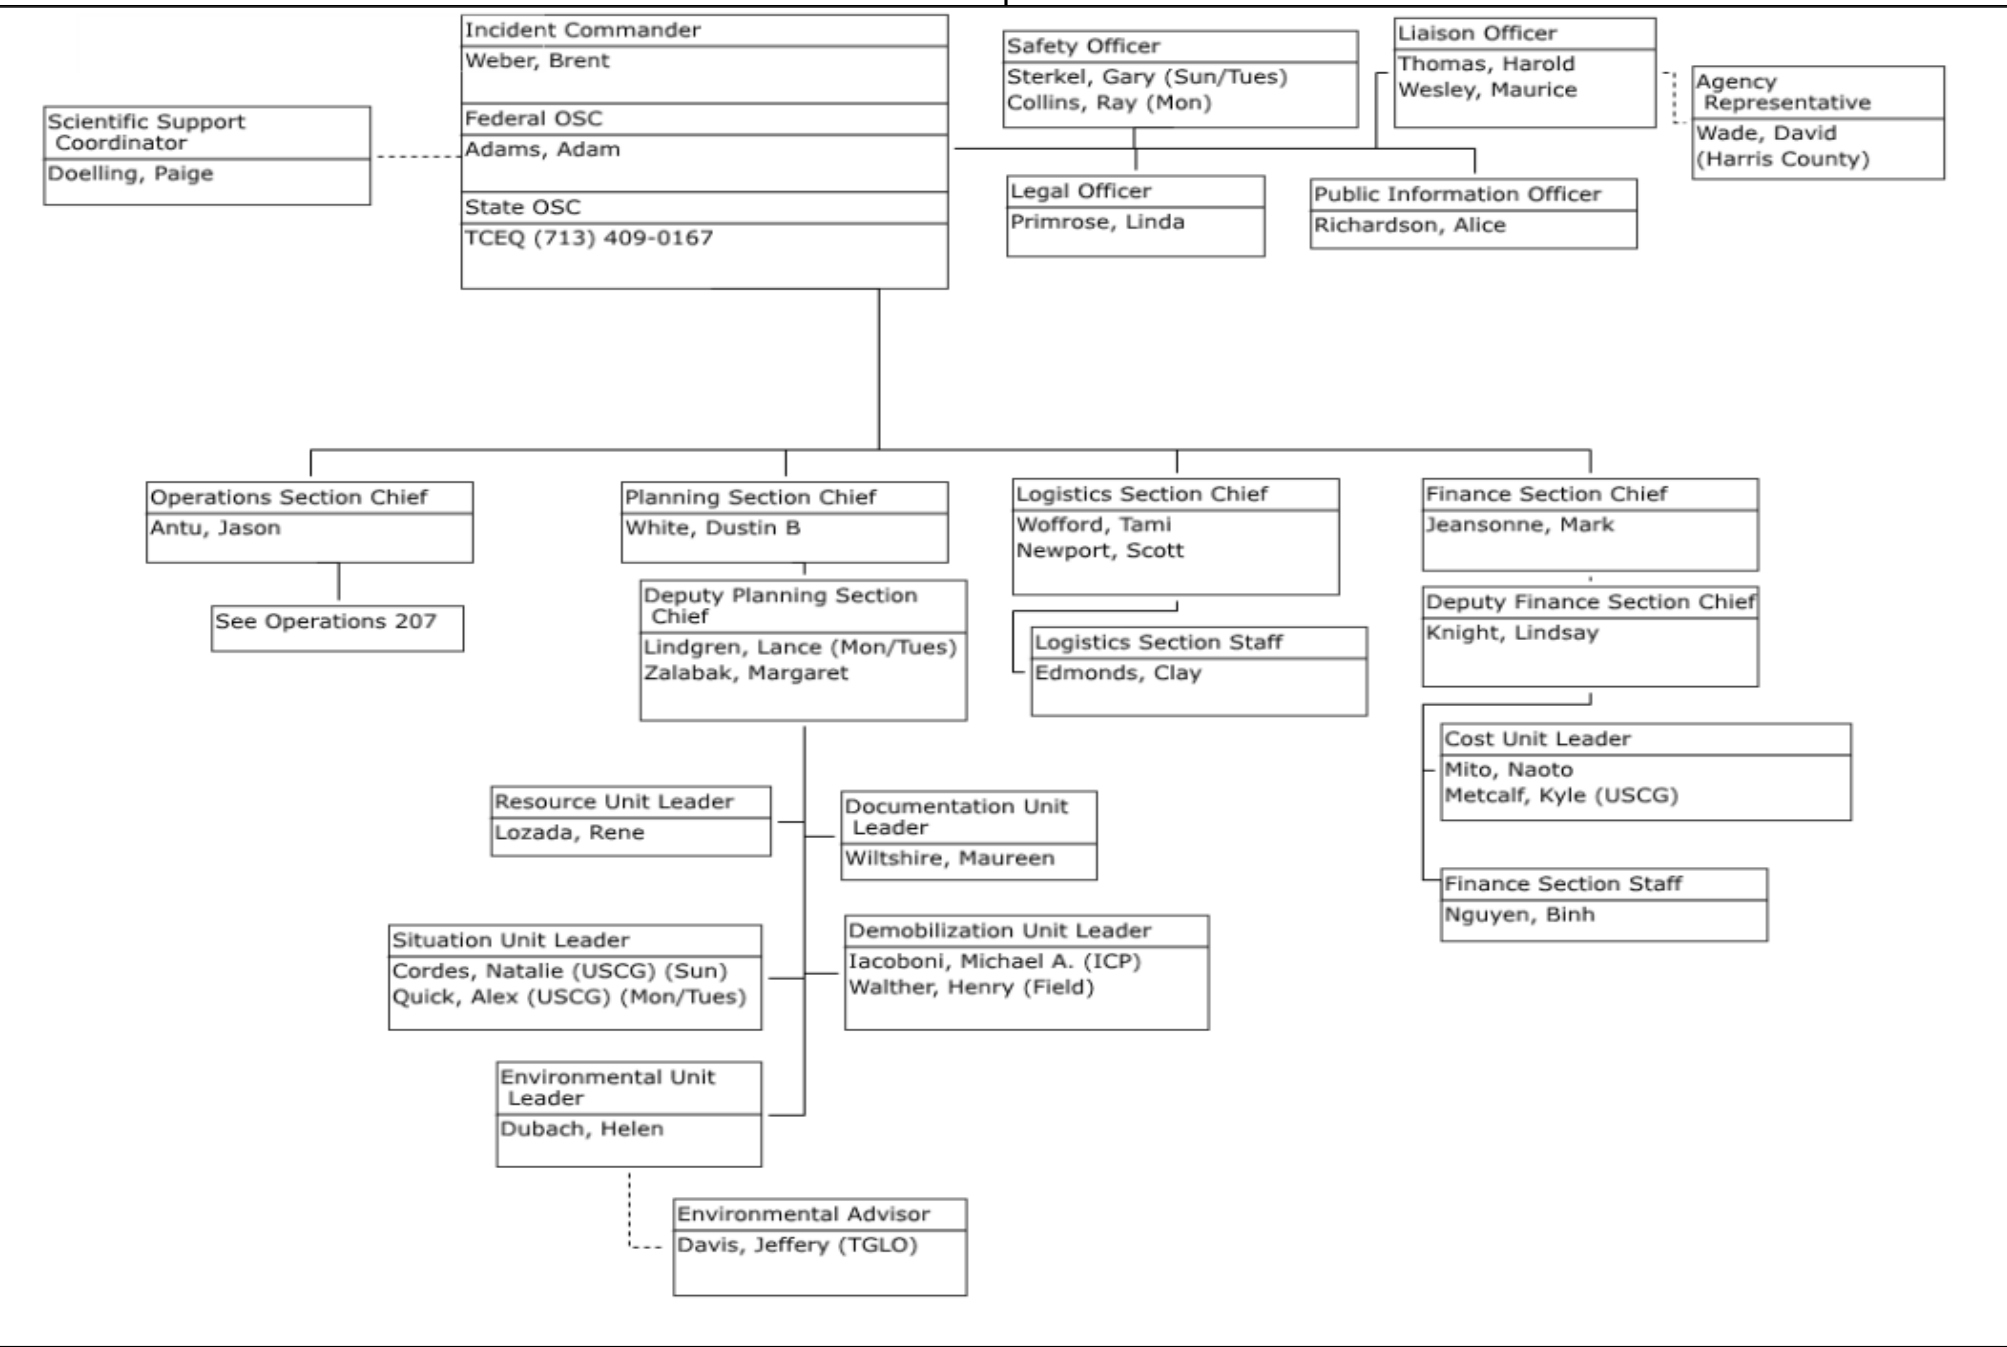 Incident Commander
Weber, Brent
Federal OSC
Adams, Adam
State OSC
TCEQ (713) 409-0167
Scientific Support
Coordinator
Doelling, Paige
Safety Officer
Sterkel, Gary (Sun/Tues)
Collins, Ray (Mon)
Liaison Officer
Thomas, Harold
Wesley, Maurice
Agency
Representative
Wade, David
(Harris County)
Legal Officer
Primrose, Linda
Public Information Officer
Richardson, Alice
Operations Section Chief
Antu, Jason
See Operations 207
Planning Section Chief
White, Dustin B
Deputy Planning Section
Chief
Lindgren, Lance (Mon/Tues)
Zalabak, Margaret
Logistics Section Chief
Wofford, Tami
Newport, Scott
Logistics Section Staff
Edmonds, Clay
Finance Section Chief
Jeansonne, Mark
Deputy Finance Section Chief
Knight, Lindsay
Cost Unit Leader
Mito, Naoto
Metcalf, Kyle (USCG)
Finance Section Staff
Nguyen, Binh
Resource Unit Leader
Lozada, Rene
Documentation Unit
Leader
Wiltshire, Maureen
Situation Unit Leader
Cordes, Natalie (USCG) (Sun)
Quick, Alex (USCG) (Mon/Tues)
Demobilization Unit Leader
Iacoboni, Michael A. (ICP)
Walther, Henry (Field)
Environmental Unit
Leader
Dubach, Helen
Environmental Advisor
Davis, Jeffery (TGLO)